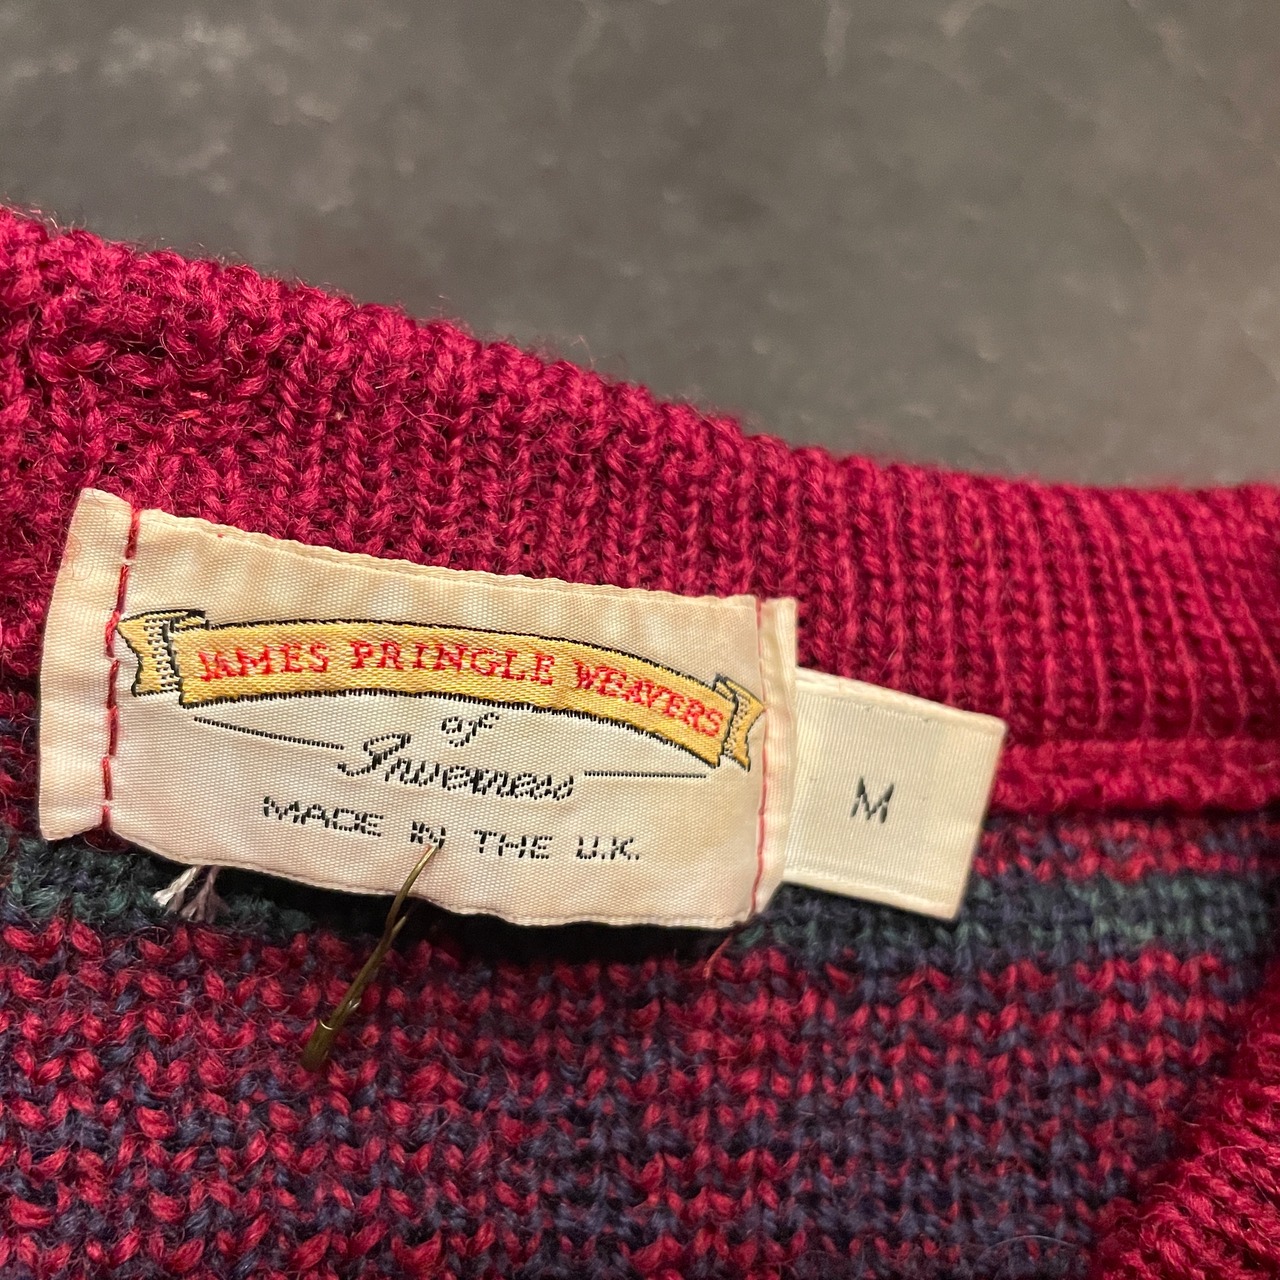 JAMES PRINGLE WEAVERS
of
Inverness
MADE IN THE U.K.
M